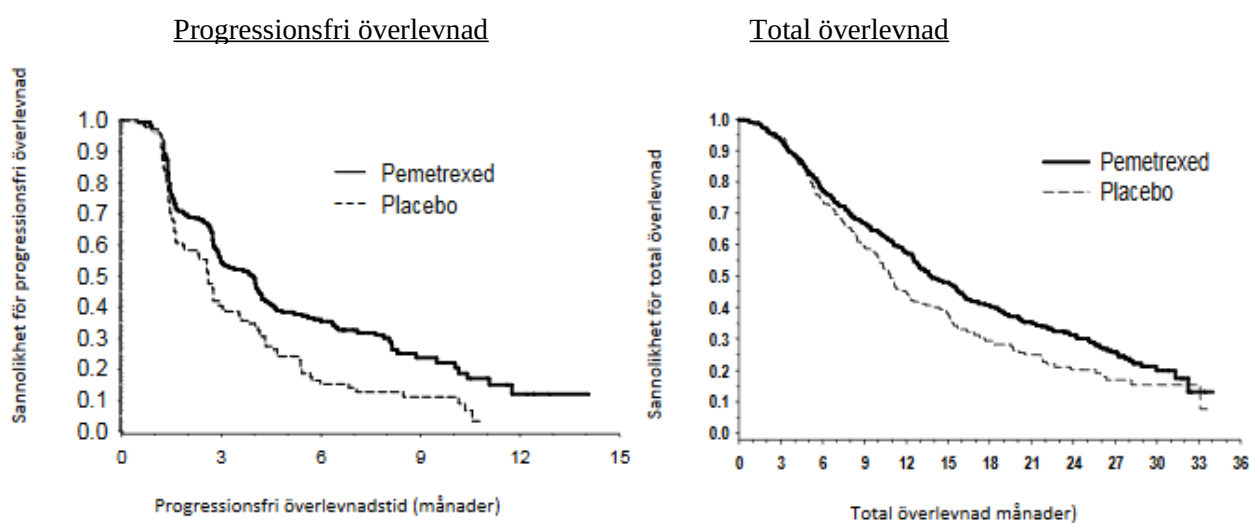 Progressionsfri överlevnad
Total överlevnad
Sannolikhet för progressionsfri överlevnad
1.0
0.9
0.8
0.7
0.6
0.5
0.4
0.3
0.2
0.1
0.0
Pemetrexed
Placebo
0 3 6 9 12 15
Progressionsfri överlevnadstid (månader)
Sannolikhet för total överlevnad
1.0
0.9
0.8
0.7
0.6
0.5
0.4
0.3
0.2
0.1
0.0
Pemetrexed
Placebo
0 3 6 9 12 15 18 21 24 27 30 33 36
Total överlevnad månader)